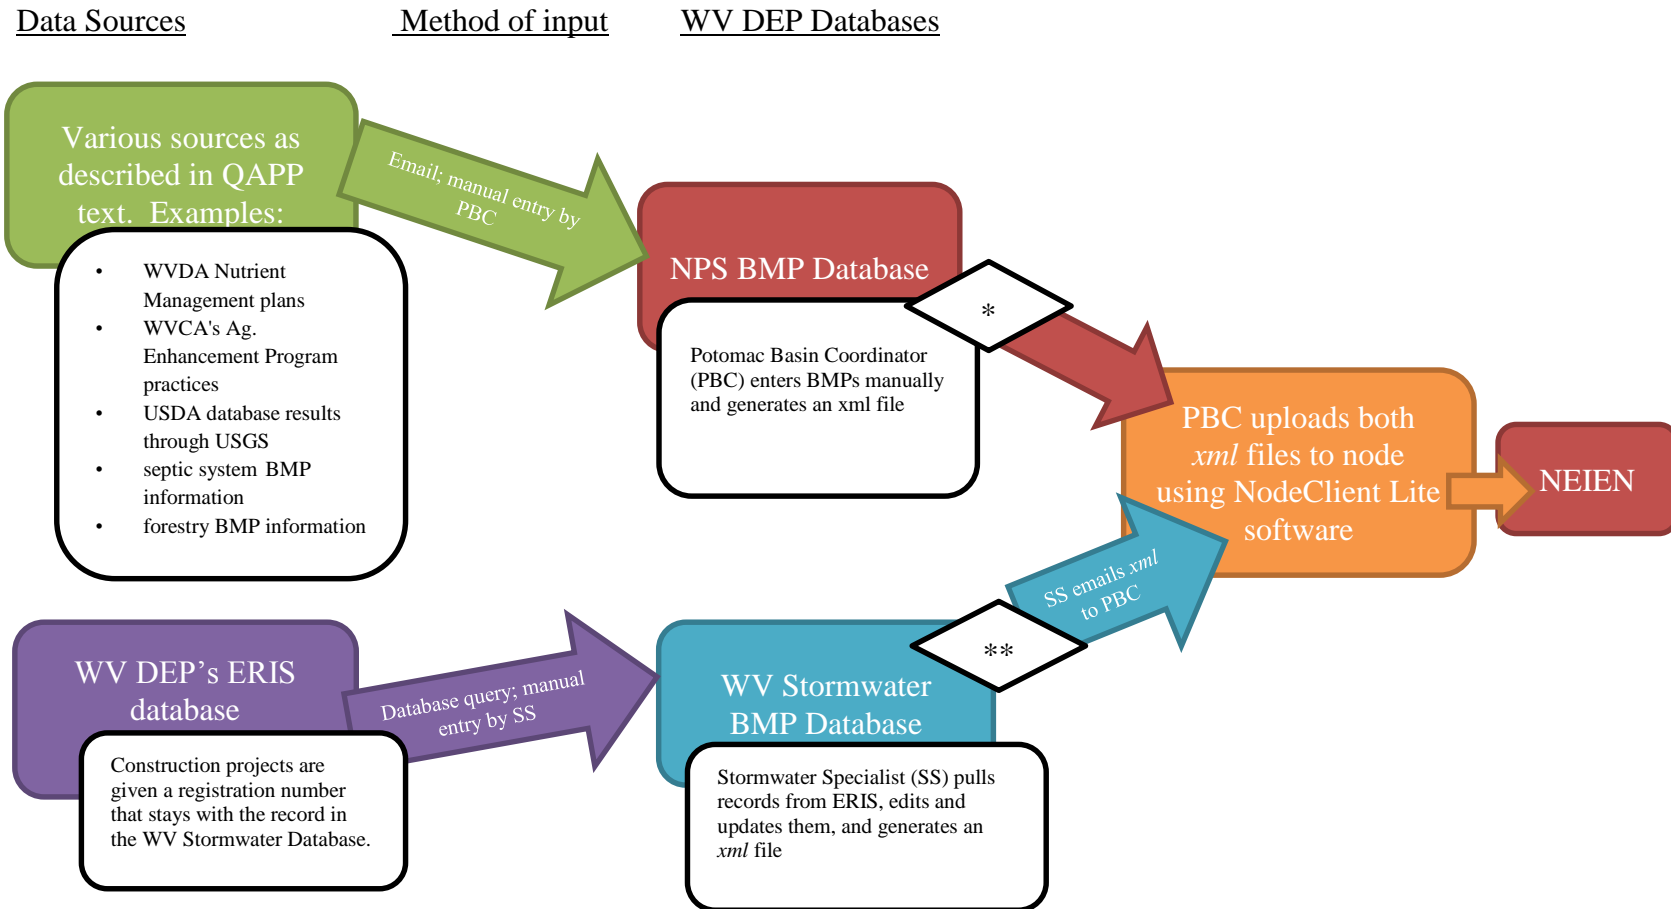 Data Sources
Method of input
WV DEP Databases
Various sources as
described in QAPP
text. Examples:
• WVDA Nutrient
Management plans
• WVCA's Ag.
Enhancement Program
practices
• USDA database results
through USGS
• septic system BMP
information
• forestry BMP information
Email; manual entry by
PBC
NPS BMP Database
*
Potomac Basin Coordinator
(PBC) enters BMPs manually
and generates an xml file
PBC uploads both
xml files to node
using NodeClient Lite
software
NEIEN
WV DEP’s ERIS
database
Construction projects are
given a registration number
that stays with the record in
the WV Stormwater Database.
Database query; manual
entry by SS
WV Stormwater
BMP Database
**
Stormwater Specialist (SS) pulls
records from ERIS, edits and
updates them, and generates an
xml file
SS emails xml
to PBC